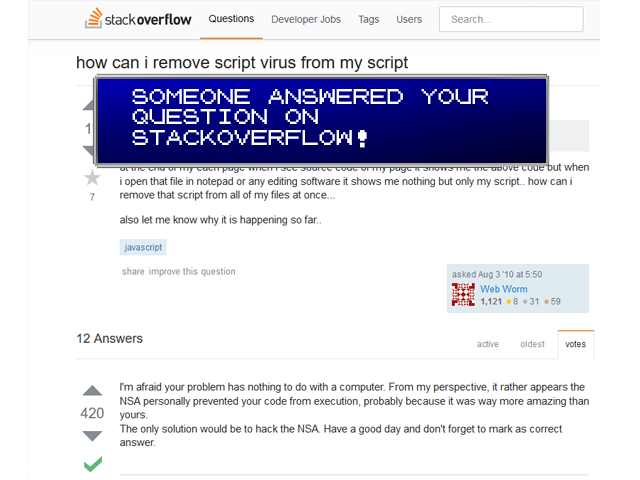 stackoverflow Questions Developer Jobs Tags Users Search...
how can i remove script virus from my script
SOMEONE ANSWERED YOUR
QUESTION ON
STACKOVERFLOW!
at the end of my each page when i see source code of my page it shows me the above code but when
i open that file in notepad or any editing software it shows me nothing but only my script.. how can i
7
remove that script from all of my files at once...
also let me know why it is happening so far..
javascript
share improve this question
asked Aug 3 '10 at 5:50
Web Worm
1,121 8 31 59
12 Answers
active oldest votes
I'm afraid your problem has nothing to do with a computer. From my perspective, it rather appears the
NSA personally prevented your code from execution, probably because it was way more amazing than
420
yours.
The only solution would be to hack the NSA. Have a good day and don't forget to mark as correct
answer.